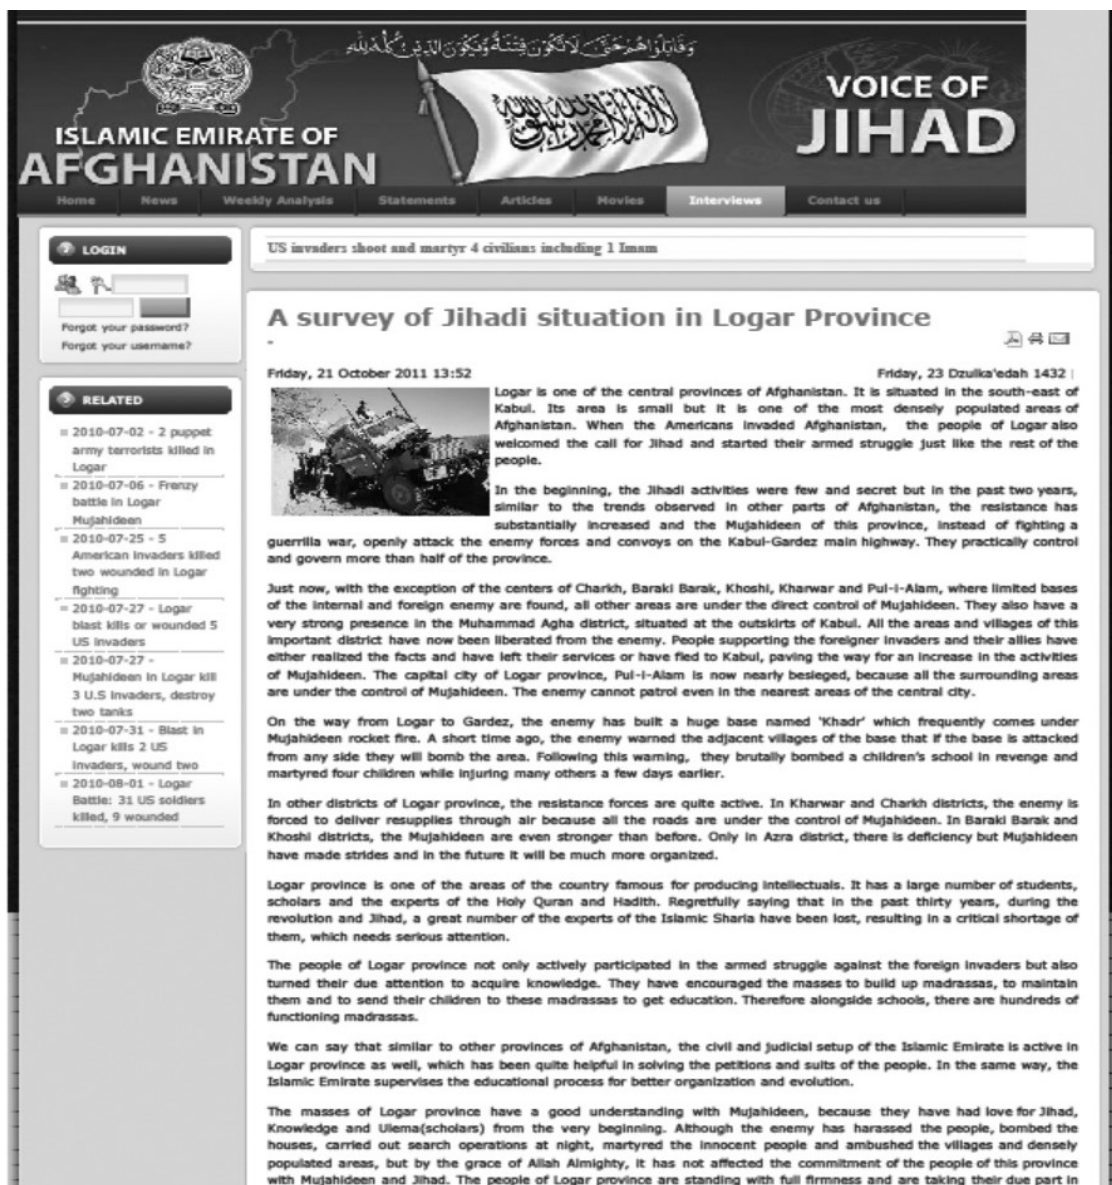 وَقَاتِلُوهُمْ حَتَّى لَا تَكُونَ فِتْنَةٌ وَيَكُونَ الدِّينُ كُلُّهُ لِلَّهِ
لا إله إلا الله محمد رسول الله
ISLAMIC EMIRATE OF
AFGHANISTAN
VOICE OF
JIHAD
Home News Weekly Analysis Statements Articles Movies Interviews Contact us
LOGIN
Forgot your password?
Forgot your username?
RELATED
2010-07-02 - 2 puppet
army terrorists killed in
Logar
2010-07-06 - Frenzy
battle in Logar
Mujahideen
2010-07-25 - 5
American invaders killed
two wounded in Logar
fighting
2010-07-27 - Logar
blast kills or wounded 5
US invaders
2010-07-27 -
Mujahideen in Logar kill
3 U.S invaders, destroy
two tanks
2010-07-31 - Blast in
Logar kills 2 US
invaders, wound two
2010-08-01 - Logar
Battle: 31 US soldiers
killed, 9 wounded
US invaders shoot and martyr 4 civilians including 1 Imam
A survey of Jihadi situation in Logar Province
-
Friday, 21 October 2011 13:52 Friday, 23 Dzulka'edah 1432 |
Logar is one of the central provinces of Afghanistan. It is situated in the south-east of
Kabul. Its area is small but it is one of the most densely populated areas of
Afghanistan. When the Americans invaded Afghanistan, the people of Logar also
welcomed the call for Jihad and started their armed struggle just like the rest of the
people.
In the beginning, the Jihadi activities were few and secret but in the past two years,
similar to the trends observed in other parts of Afghanistan, the resistance has
substantially increased and the Mujahideen of this province, instead of fighting a
guerrilla war, openly attack the enemy forces and convoys on the Kabul-Gardez main highway. They practically control
and govern more than half of the province.
Just now, with the exception of the centers of Charkh, Baraki Barak, Khoshi, Kharwar and Pul-i-Alam, where limited bases
of the internal and foreign enemy are found, all other areas are under the direct control of Mujahideen. They also have a
very strong presence in the Muhammad Agha district, situated at the outskirts of Kabul. All the areas and villages of this
important district have now been liberated from the enemy. People supporting the foreigner invaders and their allies have
either realized the facts and have left their services or have fled to Kabul, paving the way for an increase in the activities
of Mujahideen. The capital city of Logar province, Pul-i-Alam is now nearly besieged, because all the surrounding areas
are under the control of Mujahideen. The enemy cannot patrol even in the nearest areas of the central city.
On the way from Logar to Gardez, the enemy has built a huge base named 'Khadr' which frequently comes under
Mujahideen rocket fire. A short time ago, the enemy warned the adjacent villages of the base that if the base is attacked
from any side they will bomb the area. Following this warning, they brutally bombed a children's school in revenge and
martyred four children while injuring many others a few days earlier.
In other districts of Logar province, the resistance forces are quite active. In Kharwar and Charkh districts, the enemy is
forced to deliver resupplies through air because all the roads are under the control of Mujahideen. In Baraki Barak and
Khoshi districts, the Mujahideen are even stronger than before. Only in Azra district, there is deficiency but Mujahideen
have made strides and in the future it will be much more organized.
Logar province is one of the areas of the country famous for producing intellectuals. It has a large number of students,
scholars and the experts of the Holy Quran and Hadith. Regretfully saying that in the past thirty years, during the
revolution and Jihad, a great number of the experts of the Islamic Sharia have been lost, resulting in a critical shortage of
them, which needs serious attention.
The people of Logar province not only actively participated in the armed struggle against the foreign invaders but also
turned their due attention to acquire knowledge. They have encouraged the masses to build up madrassas, to maintain
them and to send their children to these madrassas to get education. Therefore alongside schools, there are hundreds of
functioning madrassas.
We can say that similar to other provinces of Afghanistan, the civil and judicial setup of the Islamic Emirate is active in
Logar province as well, which has been quite helpful in solving the petitions and suits of the people. In the same way, the
Islamic Emirate supervises the educational process for better organization and evolution.
The masses of Logar province have a good understanding with Mujahideen, because they have had love for Jihad,
Knowledge and Ulema(scholars) from the very beginning. Although the enemy has harassed the people, bombed the
houses, carried out search operations at night, martyred the innocent people and ambushed the villages and densely
populated areas, but by the grace of Allah Almighty, it has not affected the commitment of the people of this province
with Mujahideen and Jihad. The people of Logar province are standing with full firmness and are taking their due part in